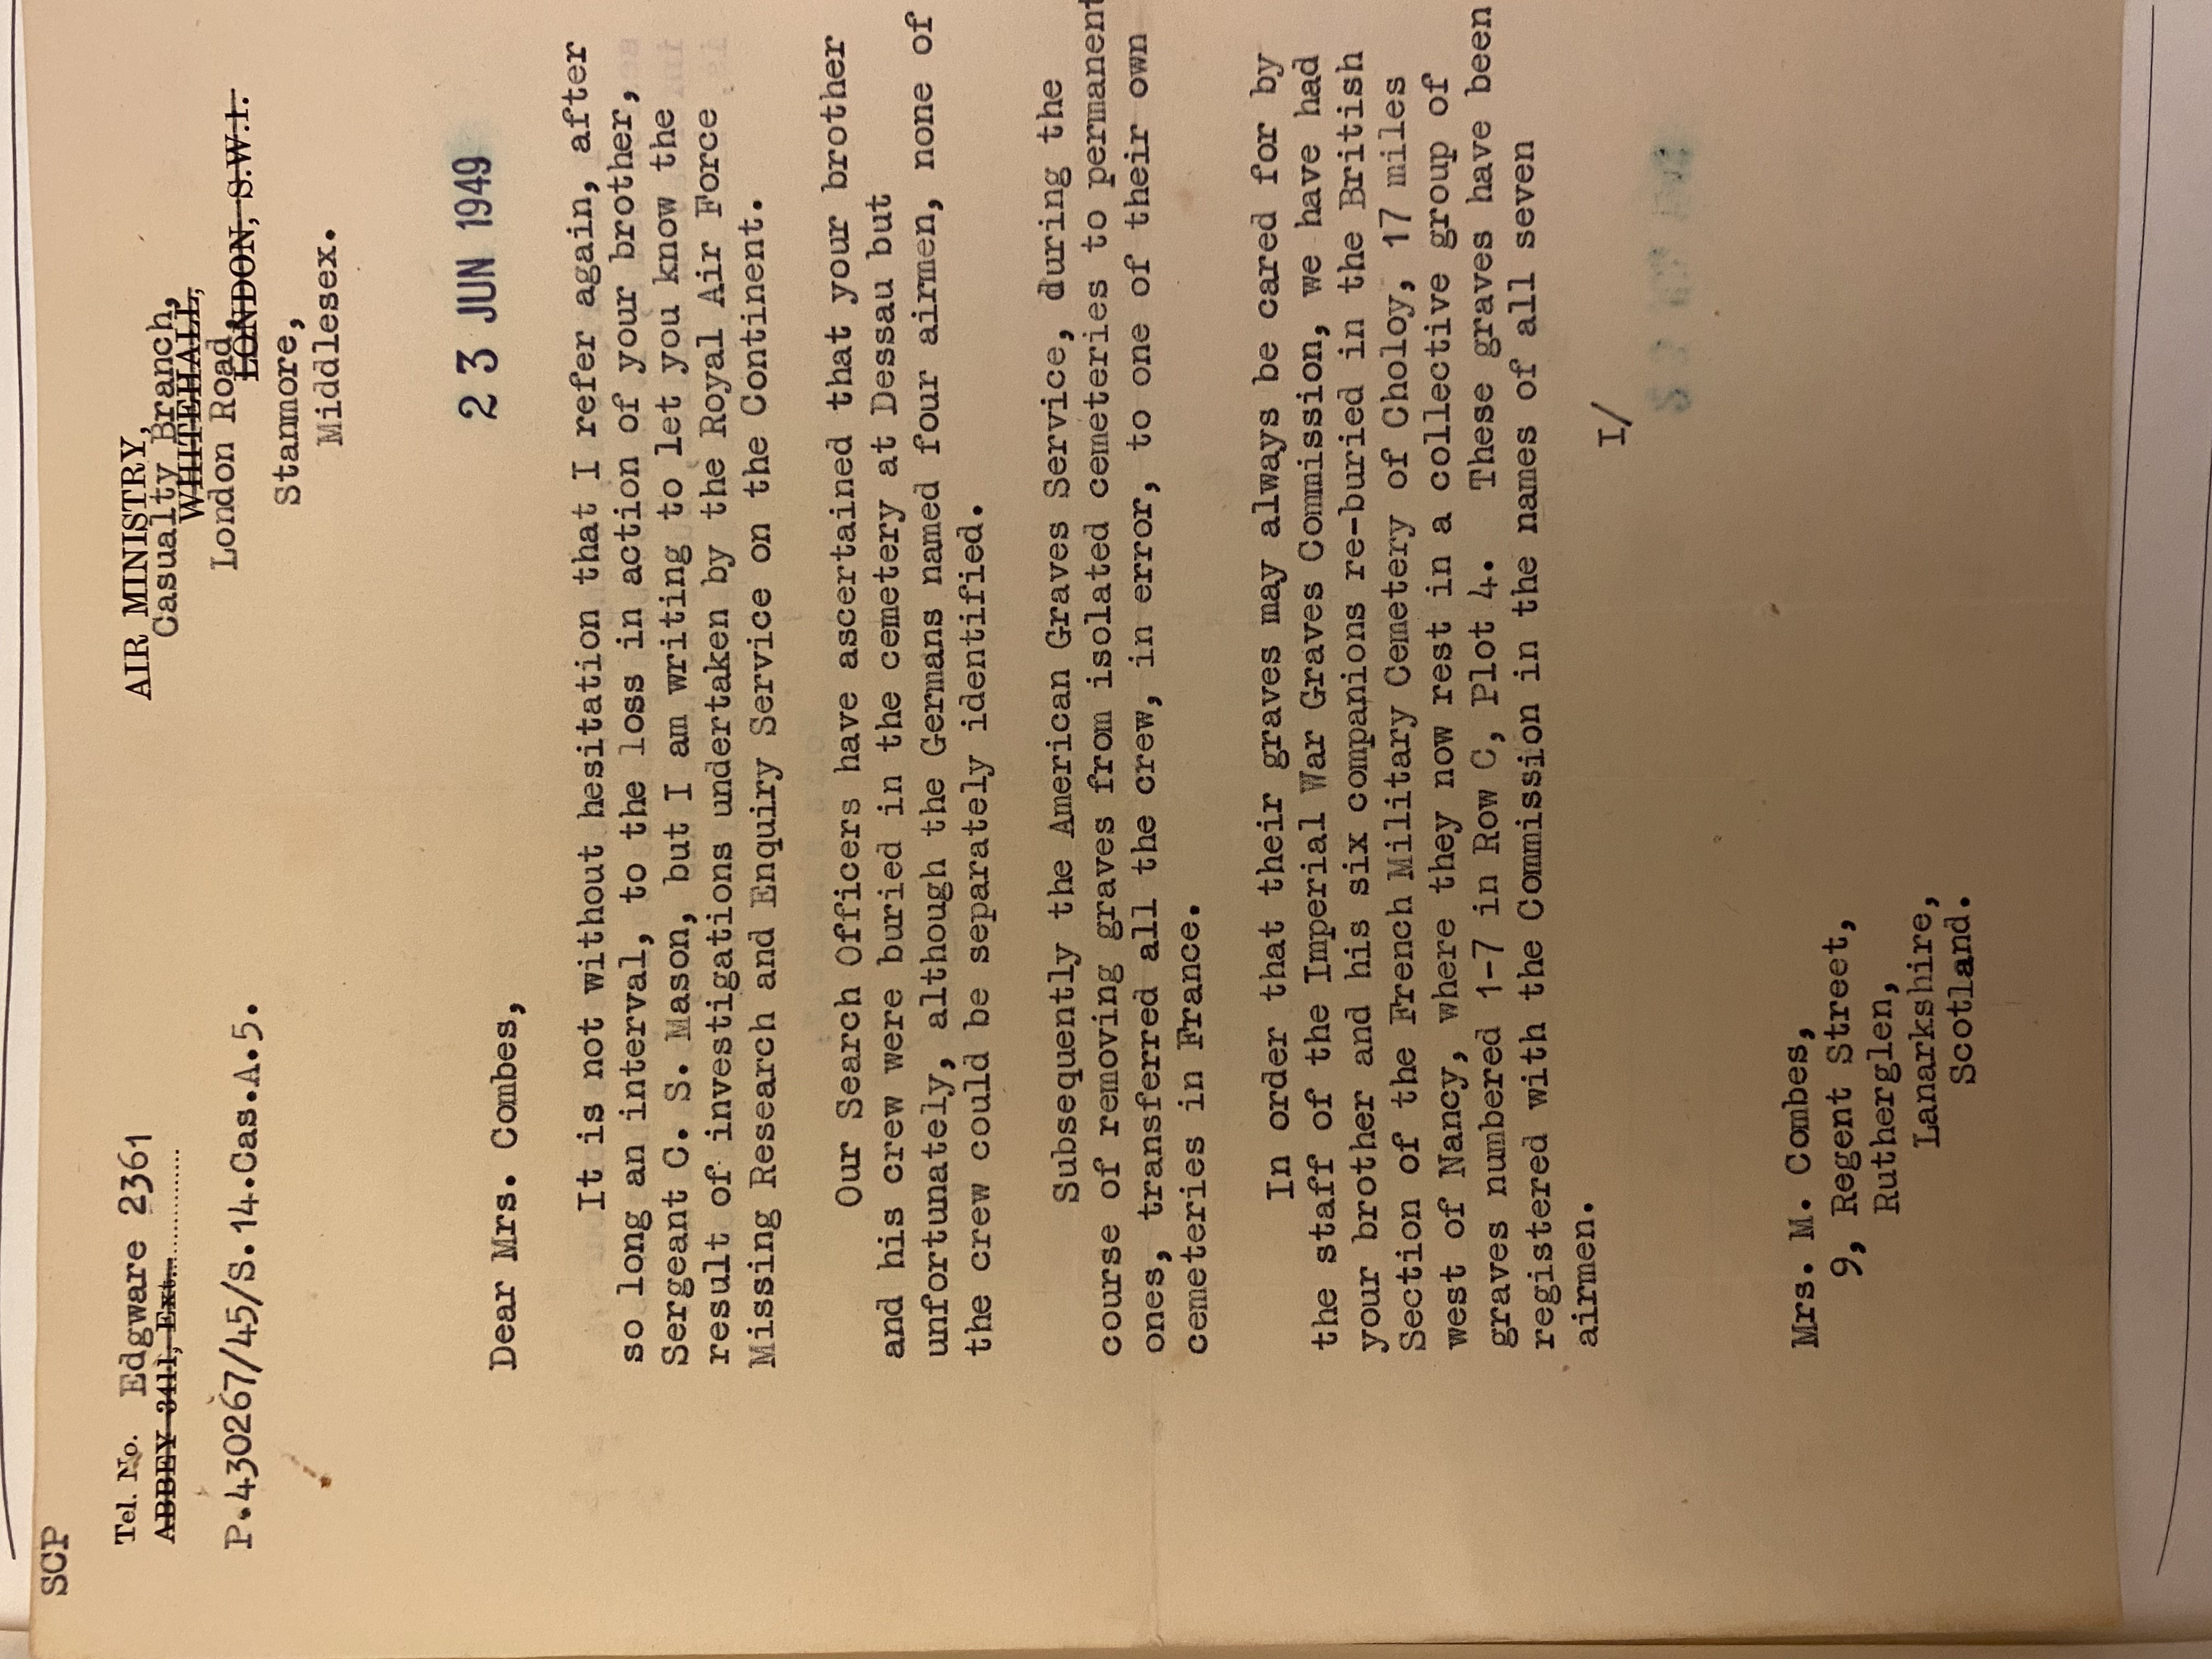 SCP
Tel. No. Edgware 2361
ABBEY 3411, Ext.
P.430267/45/S.14.Cas.A.5.
AIR MINISTRY,
Casualty Branch,
WHITEHALL,
London Road,
LONDON, S.W.1.
Stanmore,
Middlesex.
23 JUN 1949
Dear Mrs. Combes,
It is not without hesitation that I refer again, after
so long an interval, to the loss in action of your brother,
Sergeant C. S. Mason, but I am writing to let you know the
result of investigations undertaken by the Royal Air Force
Missing Research and Enquiry Service on the Continent.
Our Search Officers have ascertained that your brother
and his crew were buried in the cemetery at Dessau but
unfortunately, although the Germans named four airmen, none of
the crew could be separately identified.
Subsequently the American Graves Service, during the
course of removing graves from isolated cemeteries to permanent
ones, transferred all the crew, in error, to one of their own
cemeteries in France.
In order that their graves may always be cared for by
the staff of the Imperial War Graves Commission, we have had
your brother and his six companions re-buried in the British
Section of the French Military Cemetery of Choloy, 17 miles
west of Nancy, where they now rest in a collective group of
graves numbered 1-7 in Row C, Plot 4. These graves have been
registered with the Commission in the names of all seven
airmen.
I/
Mrs. M. Combes,
9, Regent Street,
Rutherglen,
Lanarkshire,
Scotland.